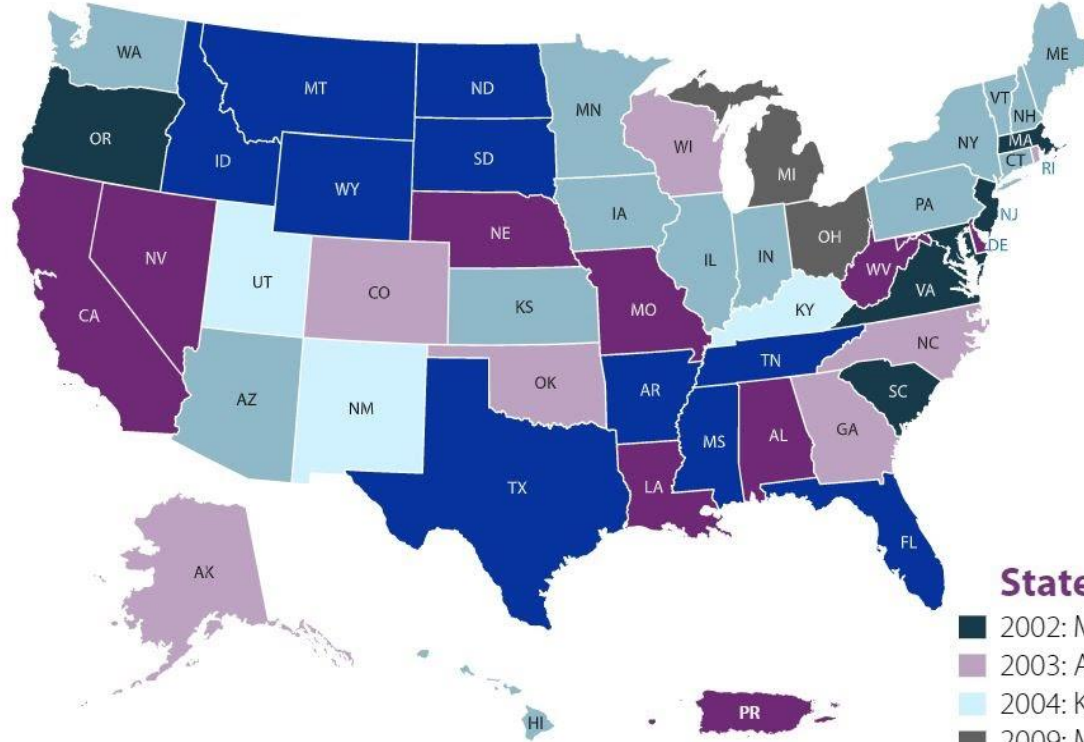 WA
MT
ND
MN
ME
VT
NH
OR
ID
SD
WI
NY
MA
CT
RI
WY
MI
PA
NJ
IA
NE
OH
DE
NV
IL
IN
WV
UT
CO
VA
CA
KS
MO
KY
NC
TN
OK
AZ
NM
AR
SC
MS
AL
GA
TX
LA
FL
AX
State
2002: M
2003: A
2004: K
2009: M
HI
PR